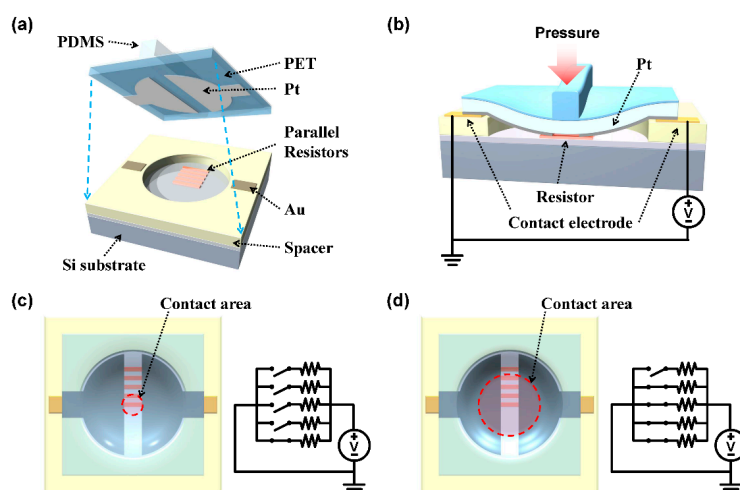 (a)
PDMS
PET
Pt
Parallel
Resistors
Au
Spacer
Si substrate
(b)
Pressure
Pt
Resistor
Contact electrode
+
V
−
(c)
Contact area
+
V
−
(d)
Contact area
+
V
−